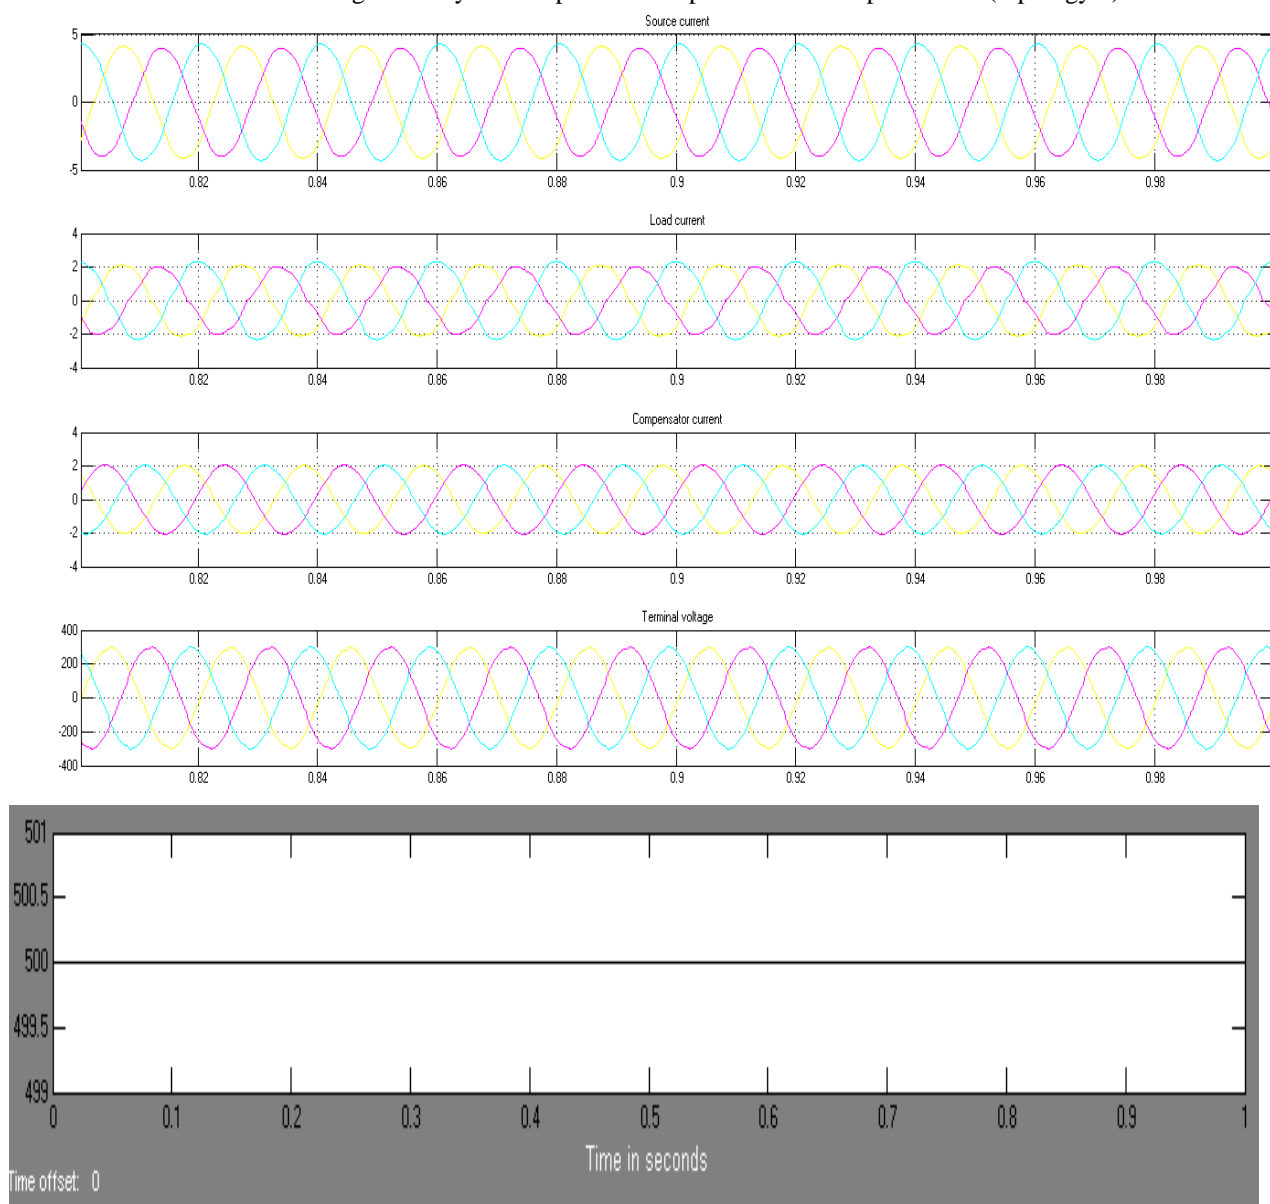 Source current
5
0
-5
0.82 0.84 0.86 0.88 0.9 0.92 0.94 0.96 0.98
Load current
4
2
0
-2
-4
0.82 0.84 0.86 0.88 0.9 0.92 0.94 0.96 0.98
Compensator current
4
2
0
-2
-4
0.82 0.84 0.86 0.88 0.9 0.92 0.94 0.96 0.98
Terminal voltage
400
200
0
-200
-400
0.82 0.84 0.86 0.88 0.9 0.92 0.94 0.96 0.98
501
500.5
500
499.5
499
0 0.1 0.2 0.3 0.4 0.5 0.6 0.7 0.8 0.9 1
Time in seconds
Time offset: 0